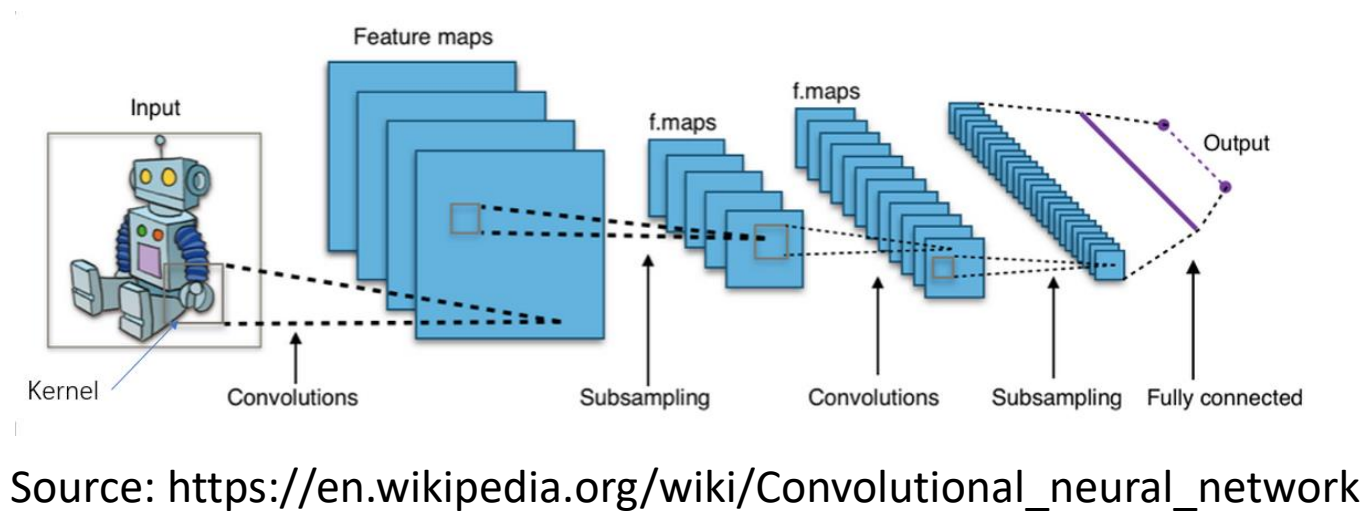 Feature maps
f.maps
Input
f.maps
Output
Kernel
Convolutions
Subsampling
Convolutions
Subsampling
Fully connected
Source: https://en.wikipedia.org/wiki/Convolutional_neural_network